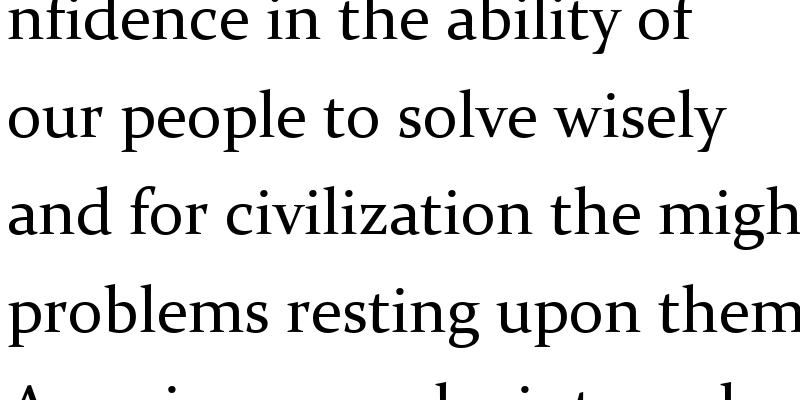 nfidence in the ability of
our people to solve wisely
and for civilization the migh
problems resting upon them